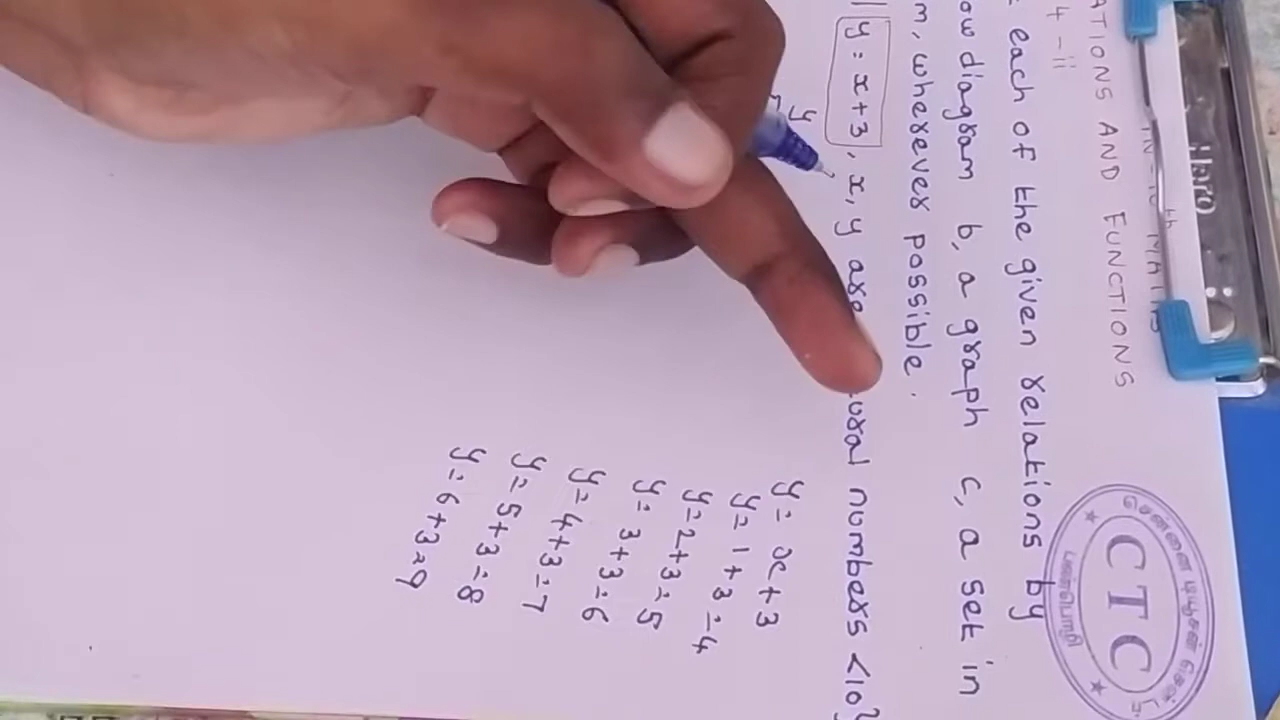 ATIONS AND FUNCTIONS
4-ii
each of the given relations by
ow diagram b, a graph c, a set in
m, wherever possible.
y = x+3, x, y are numbers <10}
y
y = x+3
y = 1+3 = 4
y = 2+3 = 5
y = 3+3 = 6
y = 4+3 = 7
y = 5+3 = 8
y = 6+3 = 9
CTC